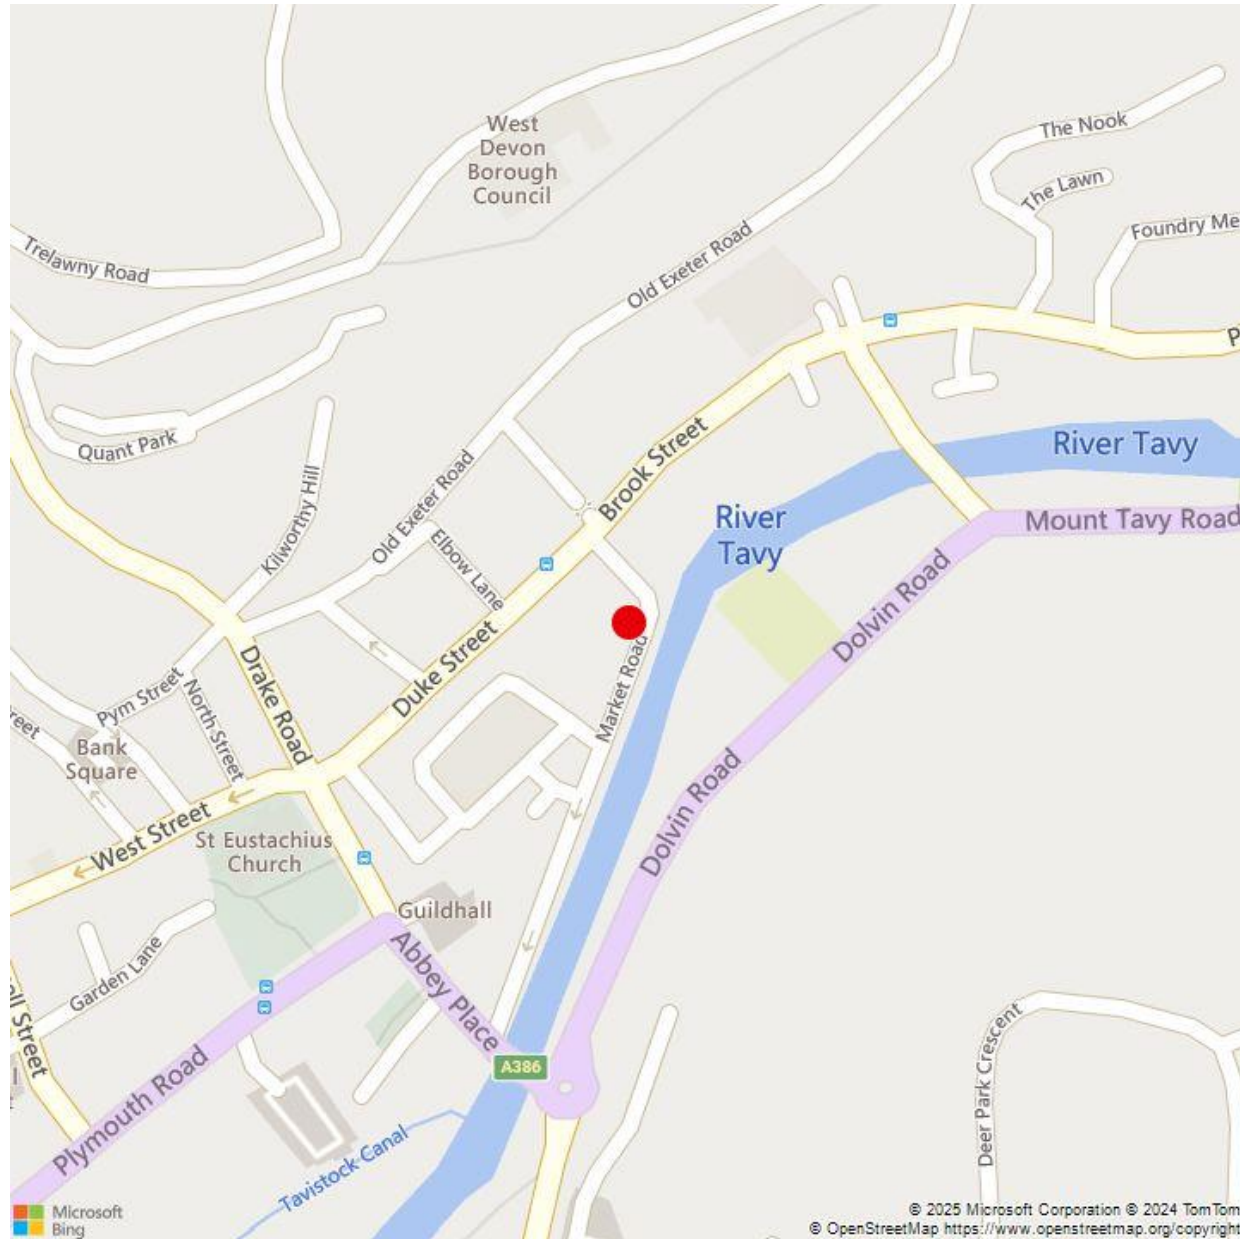 West
Devon
Borough
Council
The Nook
The Lawn
Foundry Me
Trelawny Road
Old Exeter Road
Quant Park
Kilworthy Hill
Old Exeter Road
Elbow Lane
Brook Street
River Tavy
River
Tavy
Mount Tavy Road
Dolvin Road
Duke Street
Drake Road
Pym Street
North Street
reet
Bank
Square
Market Road
West Street
St Eustachius
Church
Dolvin Road
Guildhall
Garden Lane
Abbey Place
ll Street
Plymouth Road
A386
Tavistock Canal
Deer Park Crescent
Microsoft
Bing
© 2025 Microsoft Corporation © 2024 TomTom
© OpenStreetMap https://www.openstreetmap.org/copyright